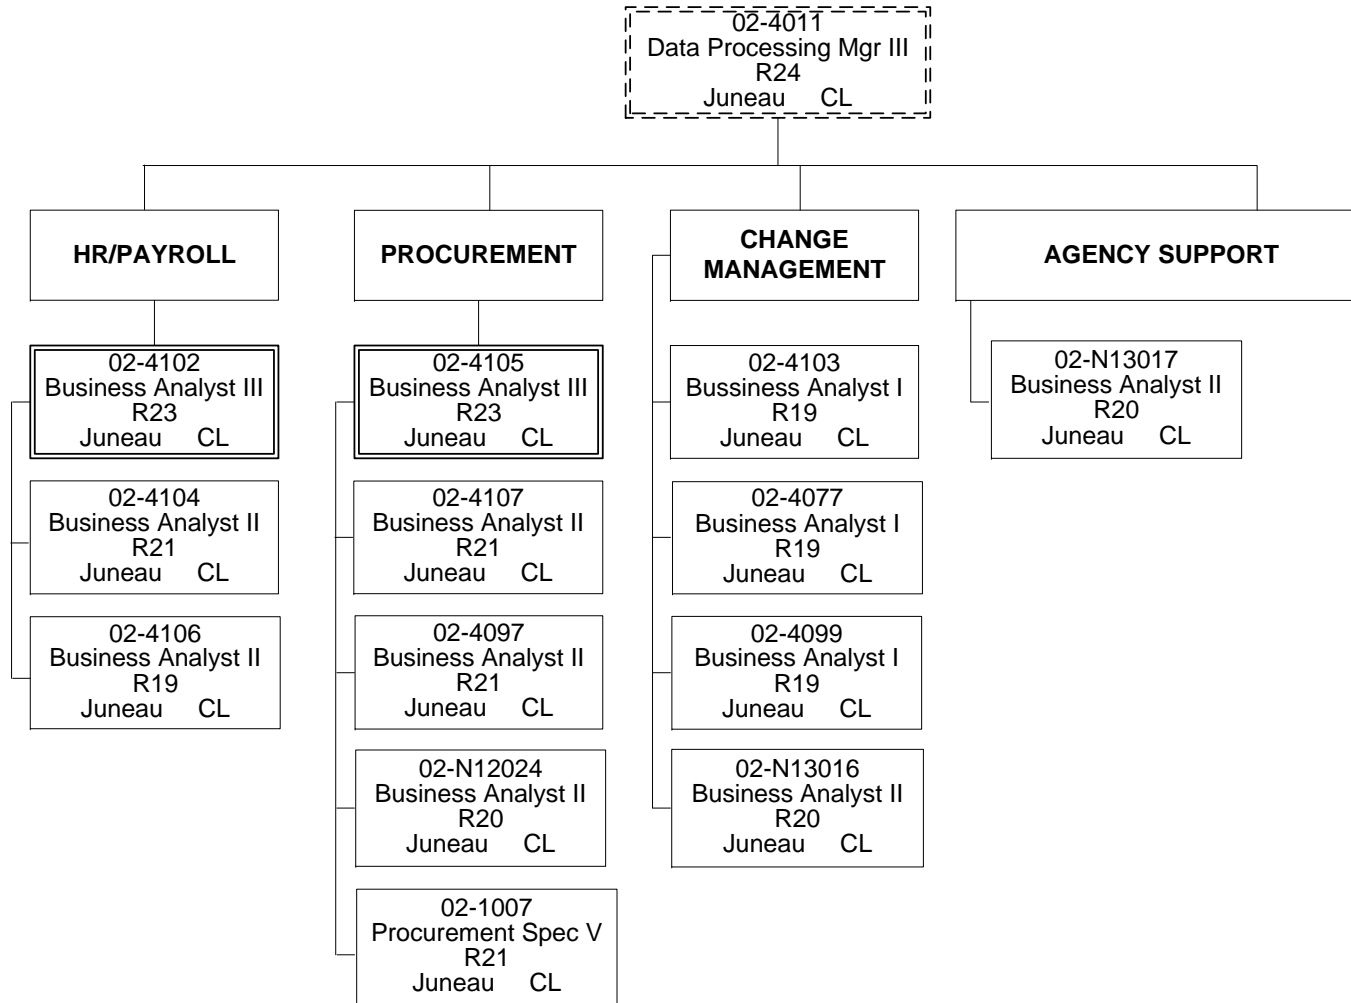 02-4011
Data Processing Mgr III
R24
Juneau CL
HR/PAYROLL
PROCUREMENT
CHANGE
MANAGEMENT
AGENCY SUPPORT
02-4102
Business Analyst III
R23
Juneau CL
02-4104
Business Analyst II
R21
Juneau CL
02-4106
Business Analyst II
R19
Juneau CL
02-4105
Business Analyst III
R23
Juneau CL
02-4107
Business Analyst II
R21
Juneau CL
02-4097
Business Analyst II
R21
Juneau CL
02-N12024
Business Analyst II
R20
Juneau CL
02-1007
Procurement Spec V
R21
Juneau CL
02-4103
Bussiness Analyst I
R19
Juneau CL
02-4077
Business Analyst I
R19
Juneau CL
02-4099
Business Analyst I
R19
Juneau CL
02-N13016
Business Analyst II
R20
Juneau CL
02-N13017
Business Analyst II
R20
Juneau CL